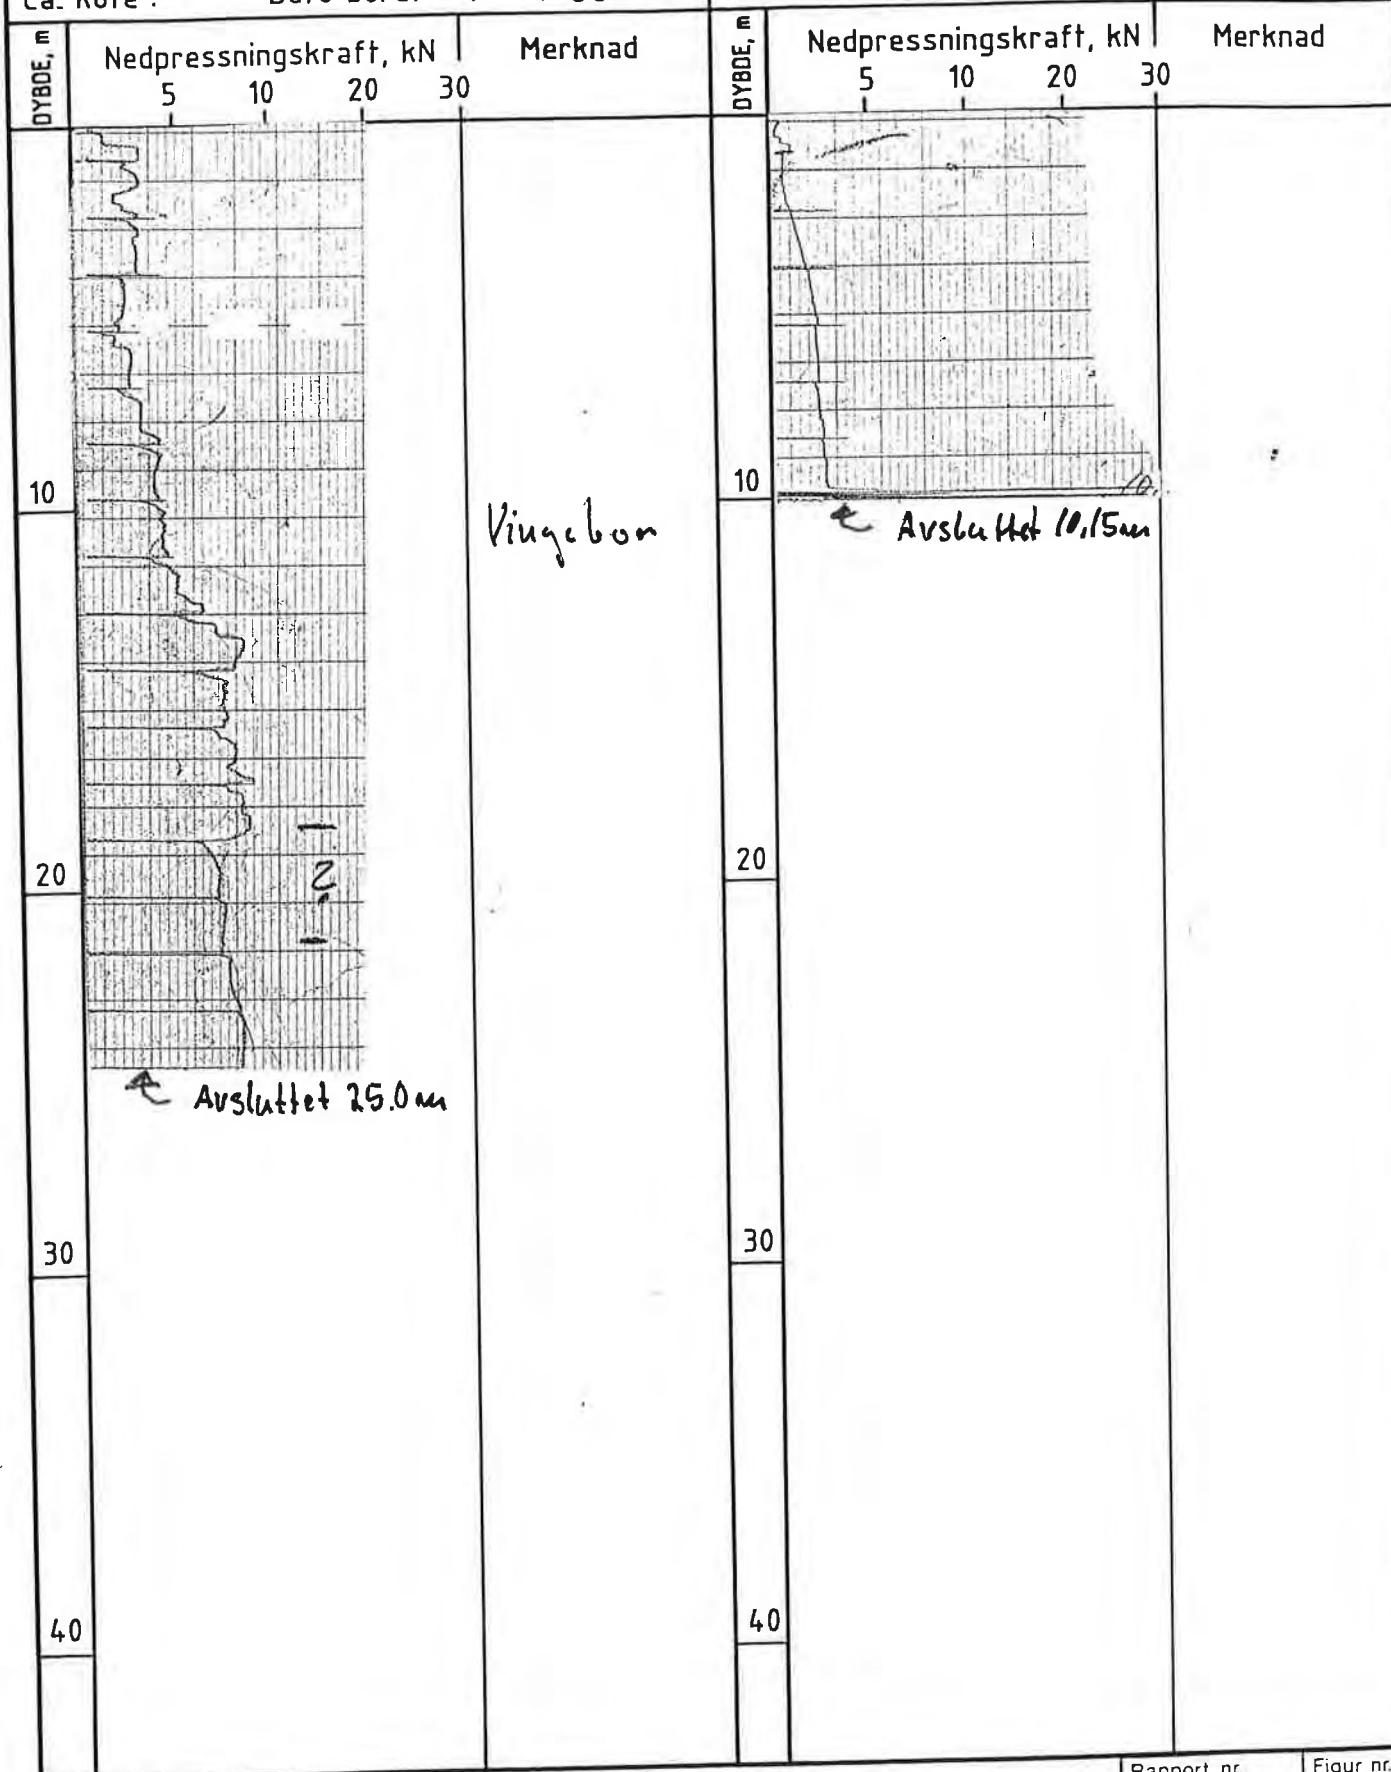 DYBDE, m
Nedpressningskraft, kN
Merknad
5 10 20 30
10
Vingebor
20
?
Avsluttet 25.0 m
30
40
DYBDE, m
Nedpressningskraft, kN
Merknad
5 10 20 30
10
Avsluttet 10.15m
20
30
40
Rapport nr.
Figur nr.